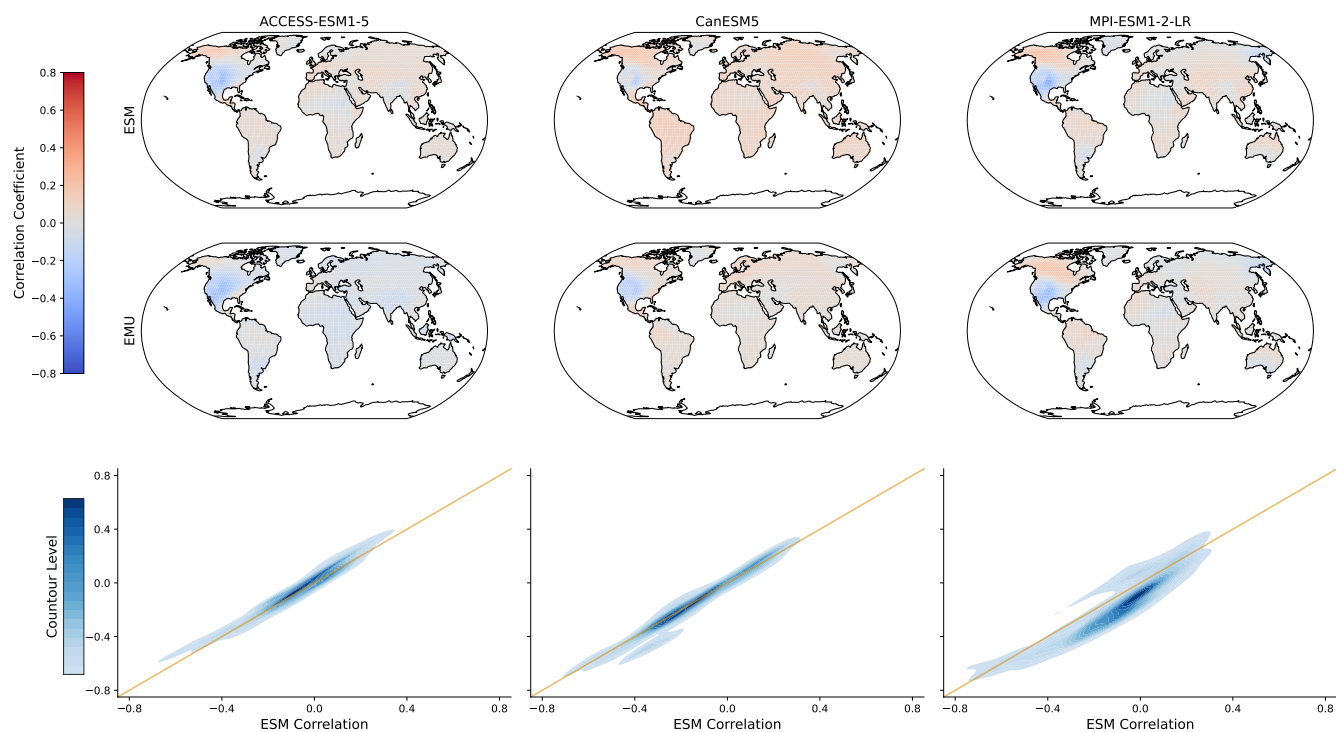 ACCESS-ESM1-5
CanESM5
MPI-ESM1-2-LR
0.8
0.6
0.4
0.2
0.0
−0.2
−0.4
−0.6
−0.8
Correlation Coefficient
ESM
EMU
0.8
0.4
0.0
−0.4
−0.8
Countour Level
−0.8 −0.4 0.0 0.4 0.8
−0.8 −0.4 0.0 0.4 0.8
−0.8 −0.4 0.0 0.4 0.8
ESM Correlation
ESM Correlation
ESM Correlation